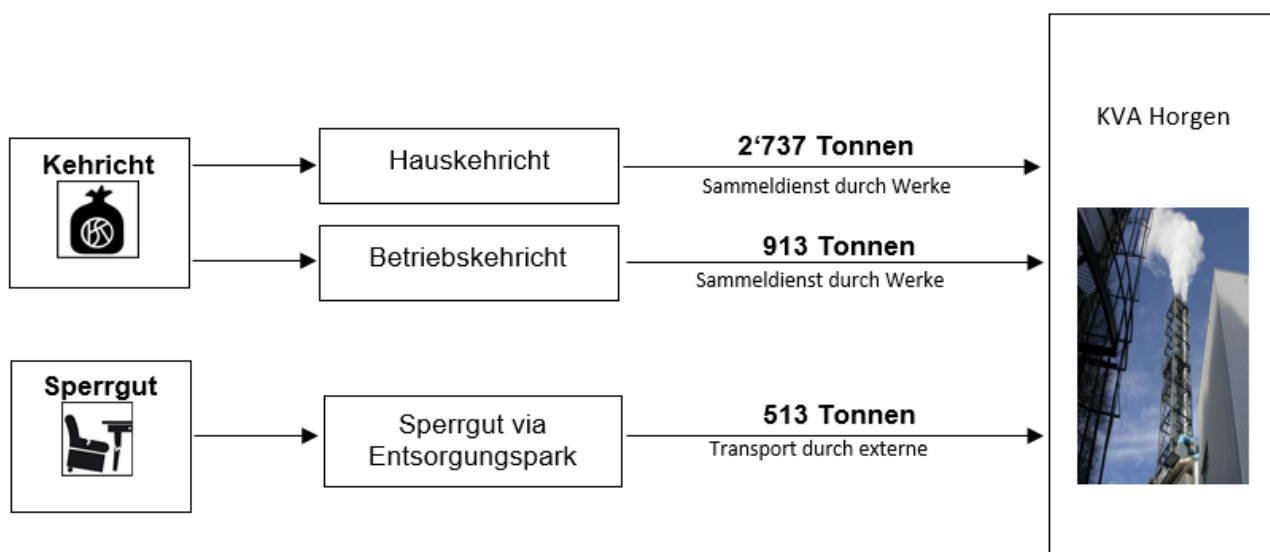 KVA Horgen
Kehricht
Hauskehricht
2‘737 Tonnen
Sammeldienst durch Werke
Betriebskehricht
913 Tonnen
Sammeldienst durch Werke
Sperrgut
Sperrgut via
Entsorgungspark
513 Tonnen
Transport durch externe